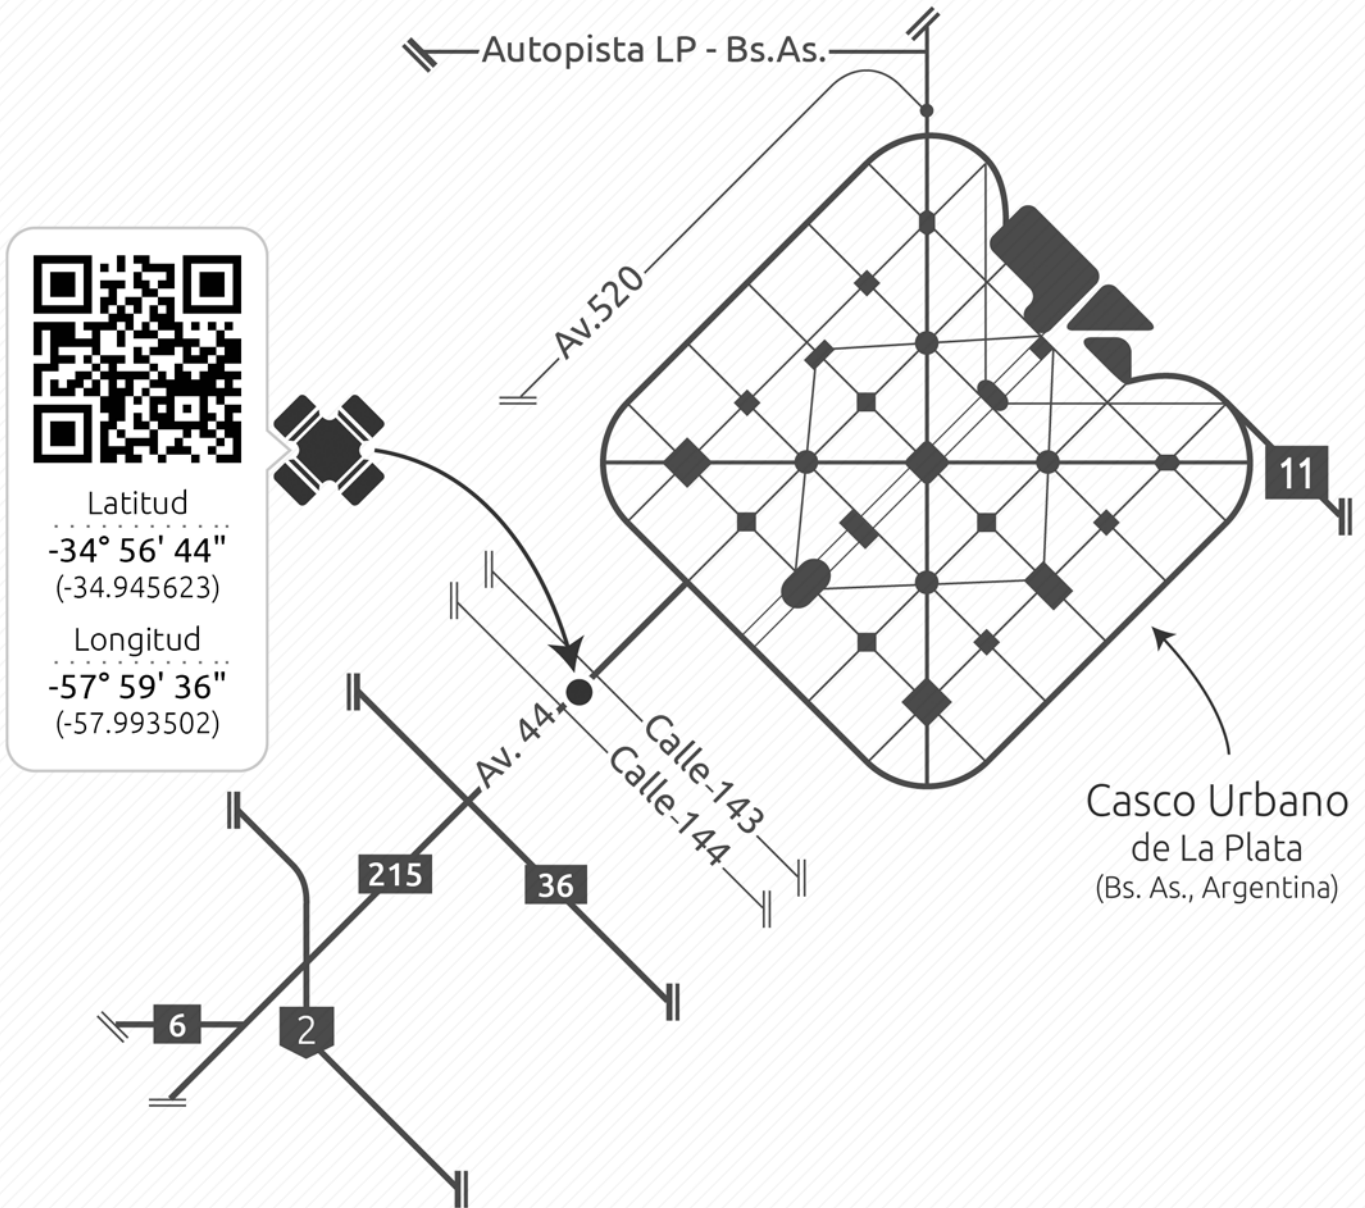 Autopista LP - Bs.As.
Av.520
Latitud
-34° 56' 44"
(-34.945623)
Longitud
-57° 59' 36"
(-57.993502)
11
Av. 44
Calle 143
Calle 144
Casco Urbano
de La Plata
(Bs. As., Argentina)
215
36
6
2